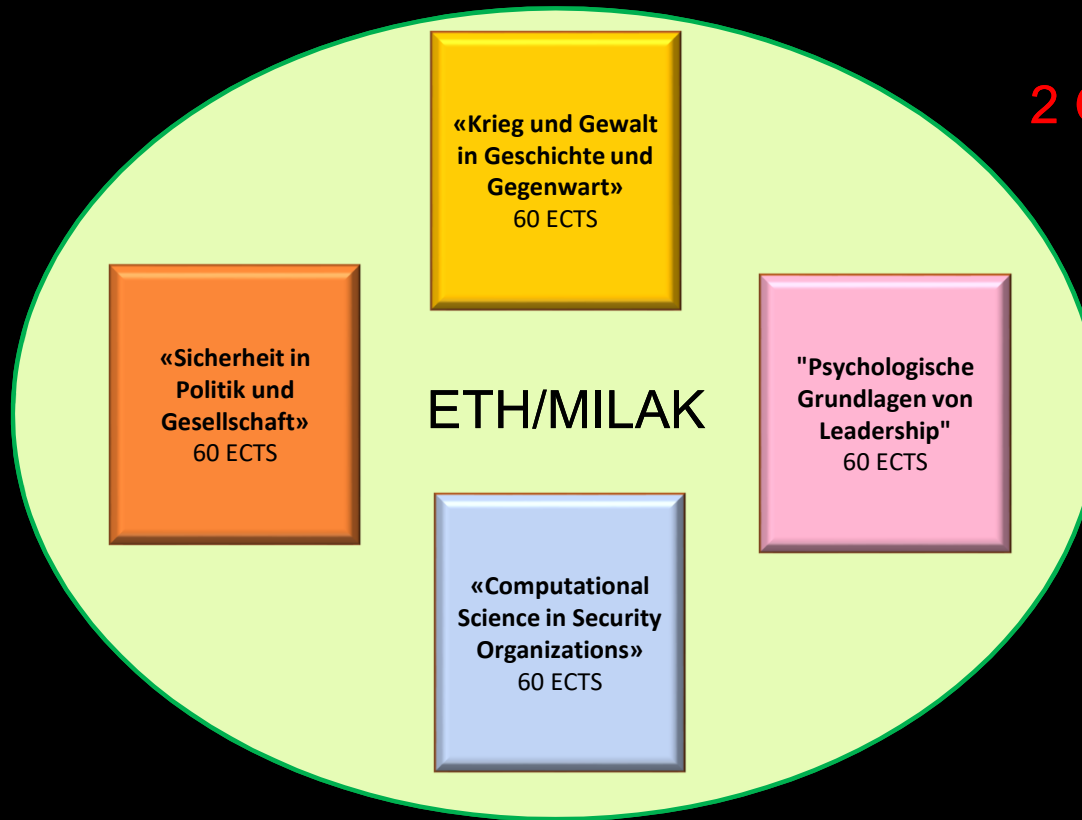 «Krieg und Gewalt
in Geschichte und
Gegenwart»
60 ECTS
2
«Sicherheit in
Politik und
Gesellschaft»
60 ECTS
ETH/MILAK
"Psychologische
Grundlagen von
Leadership"
60 ECTS
«Computational
Science in Security
Organizations»
60 ECTS